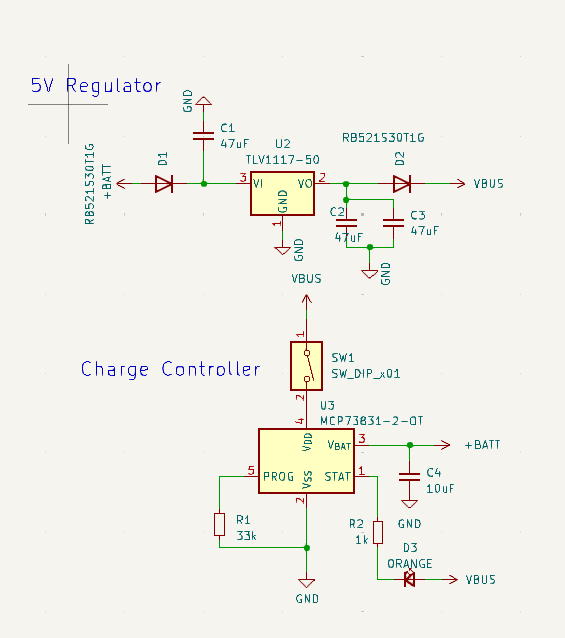 5V Regulator
GND
C1
47uF
RB521S30T1G
+BATT
D1
3
VI
U2
TLV1117-50
VO
2
GND
1
GND
RB521S30T1G
D2
VBUS
C2
47uF
C3
47uF
GND
VBUS
Charge Controller
1
SW1
SW_DIP_x01
2
U3
MCP73831-2-OT
4
VDD
VBAT
3
+BATT
5
PROG
VSS
STAT
1
2
C4
10uF
GND
R1
33k
R2
1k
D3
ORANGE
VBUS
GND